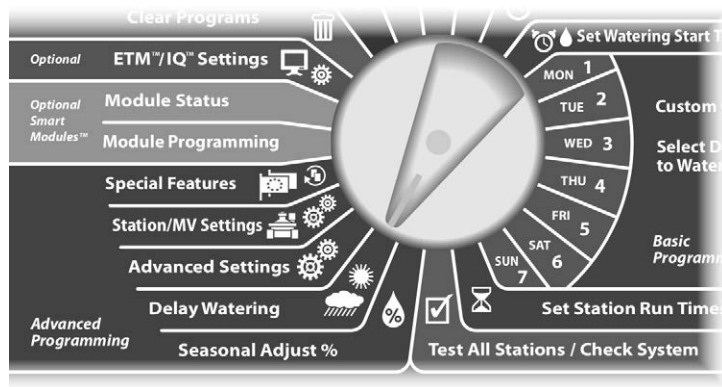 Clear Programs
Optional
ETM™/IQ™ Settings
Optional
Smart
Modules™
Module Status
Module Programming
Special Features
Station/MV Settings
Advanced Settings
Delay Watering
Advanced
Programming
Seasonal Adjust %
%
Set Watering Start T
MON 1
TUE 2
WED 3
THU 4
FRI 5
SAT 6
SUN 7
Custom
Select D
to Water
Basic
Programm
Set Station Run Time
Test All Stations / Check System